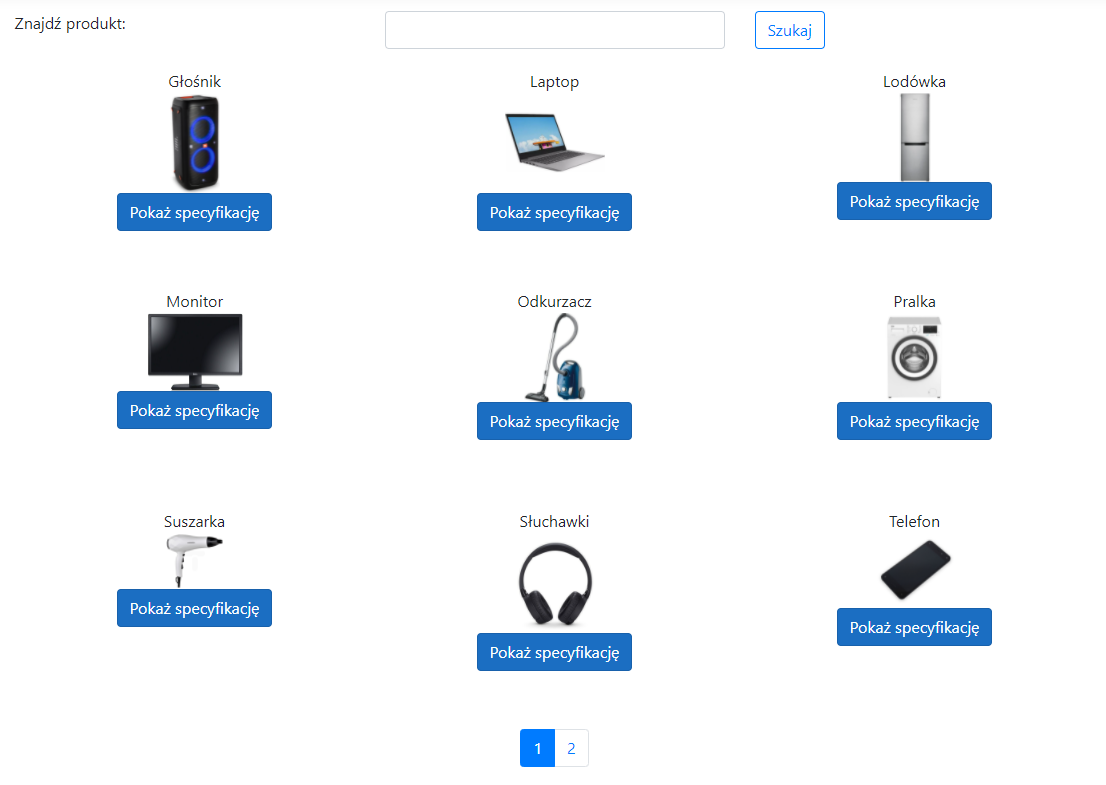 Znajdź produkt:
Szukaj
Głośnik
Laptop
Lodówka
Pokaż specyfikację
Pokaż specyfikację
Pokaż specyfikację
Monitor
Odkurzacz
Pralka
Pokaż specyfikację
Pokaż specyfikację
Pokaż specyfikację
Suszarka
Słuchawki
Telefon
Pokaż specyfikację
Pokaż specyfikację
Pokaż specyfikację
1
2